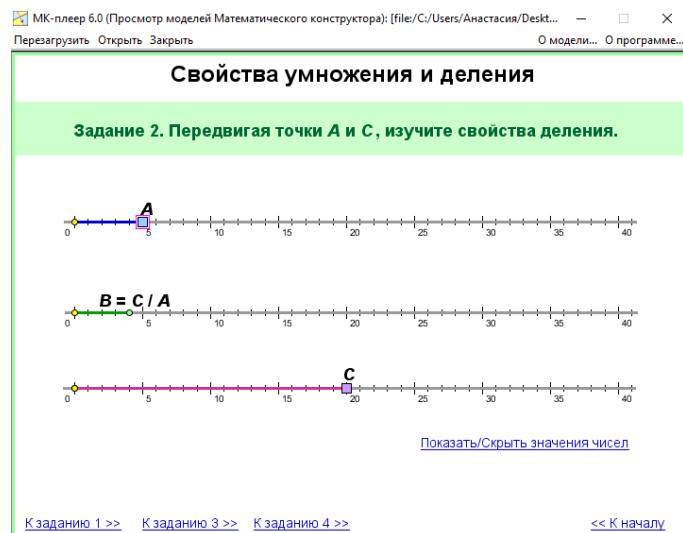 МК-плеер 6.0 (Просмотр моделей Математического конструктора): [file:/C:/Users/Анастасия/Deskt...
Перезагрузить Открыть Закрыть О модели... О программе...
Свойства умножения и деления
Задание 2. Передвигая точки A и C, изучите свойства деления.
A
0 5 10 15 20 25 30 35 40
B = C / A
0 5 10 15 20 25 30 35 40
C
0 5 10 15 20 25 30 35 40
Показать/Скрыть значения чисел
К заданию 1 >> К заданию 3 >> К заданию 4 >> << К началу